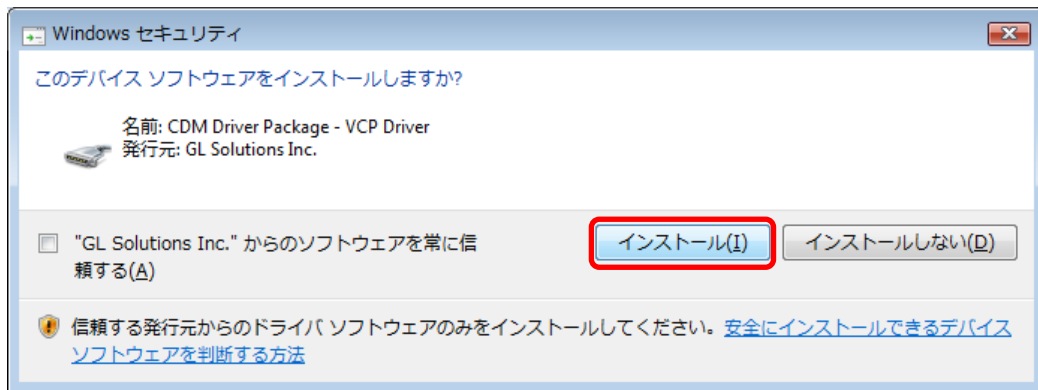 Windows セキュリティ
このデバイス ソフトウェアをインストールしますか?
名前: CDM Driver Package - VCP Driver
発行元: GL Solutions Inc.
"GL Solutions Inc." からのソフトウェアを常に信
頼する(A)
インストール(I)
インストールしない(D)
信頼する発行元からのドライバ ソフトウェアのみをインストールしてください。安全にインストールできるデバイス
ソフトウェアを判断する方法